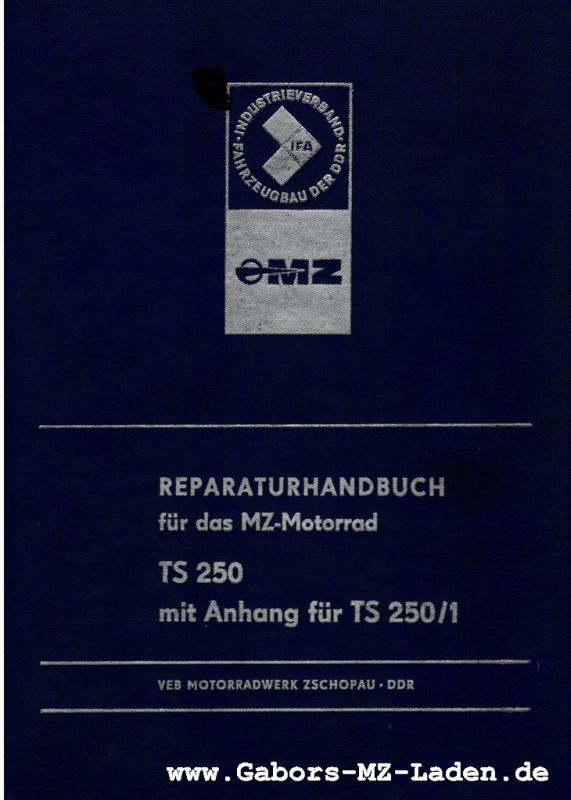 INDUSTRIEVERBAND
FAHRZEUGBAU DER DDR
IFA
MZ
REPARATURHANDBUCH
für das MZ-Motorrad
TS 250
mit Anhang für TS 250/1
VEB MOTORRADWERK ZSCHOPAU · DDR
www.Gabors-MZ-Laden.de